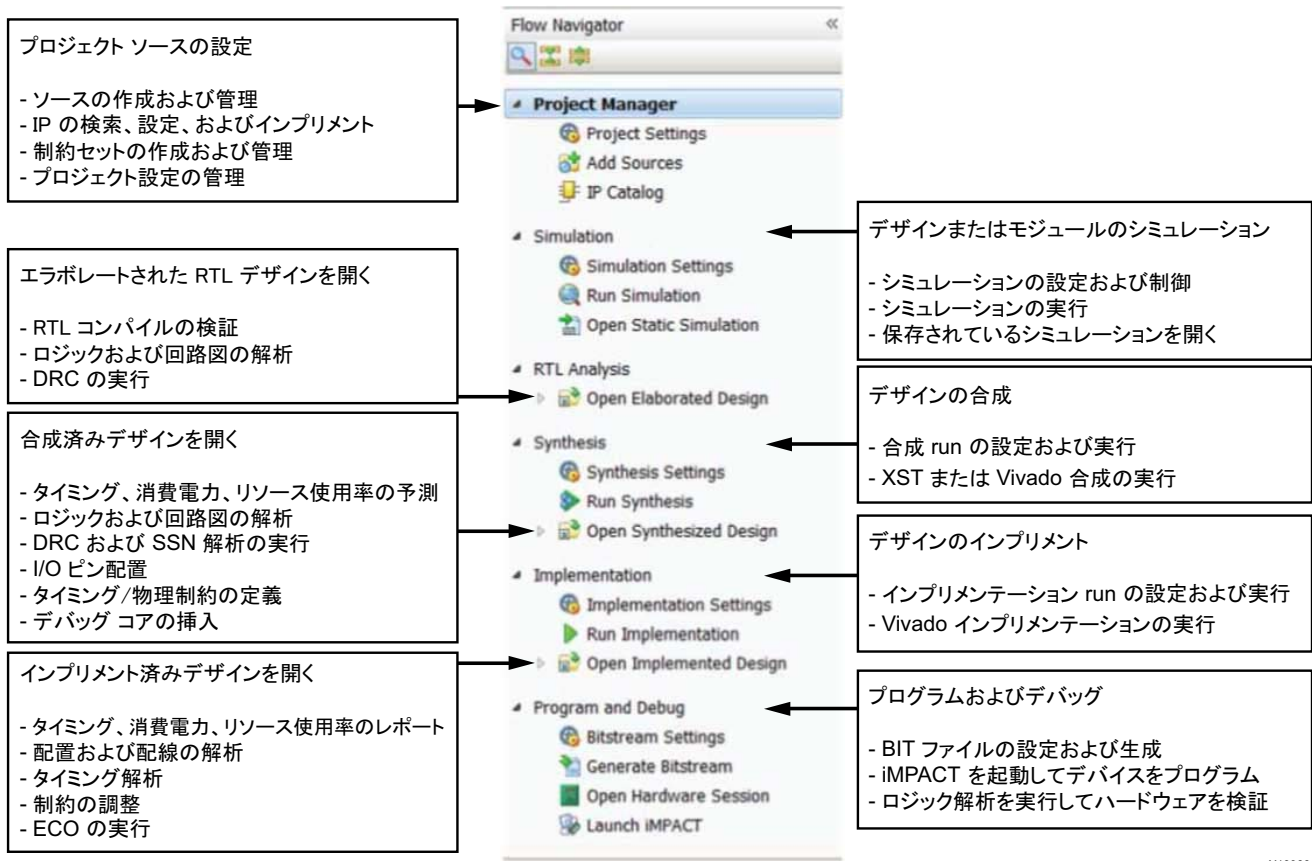 プロジェクト ソースの設定
- ソースの作成および管理
- IP の検索、設定、およびインプリメント
- 制約セットの作成および管理
- プロジェクト設定の管理
エラボレートされた RTL デザインを開く
- RTL コンパイルの検証
- ロジックおよび回路図の解析
- DRC の実行
合成済みデザインを開く
- タイミング、消費電力、リソース使用率の予測
- ロジックおよび回路図の解析
- DRC および SSN 解析の実行
- I/O ピン配置
- タイミング/物理制約の定義
- デバッグ コアの挿入
インプリメント済みデザインを開く
- タイミング、消費電力、リソース使用率のレポート
- 配置および配線の解析
- タイミング解析
- 制約の調整
- ECO の実行
Flow Navigator
Project Manager
Project Settings
Add Sources
IP Catalog
Simulation
Simulation Settings
Run Simulation
Open Static Simulation
RTL Analysis
Open Elaborated Design
Synthesis
Synthesis Settings
Run Synthesis
Open Synthesized Design
Implementation
Implementation Settings
Run Implementation
Open Implemented Design
Program and Debug
Bitstream Settings
Generate Bitstream
Open Hardware Session
Launch iMPACT
デザインまたはモジュールのシミュレーション
- シミュレーションの設定および制御
- シミュレーションの実行
- 保存されているシミュレーションを開く
デザインの合成
- 合成 run の設定および実行
- XST または Vivado 合成の実行
デザインのインプリメント
- インプリメンテーション run の設定および実行
- Vivado インプリメンテーションの実行
プログラムおよびデバッグ
- BIT ファイルの設定および生成
- iMPACT を起動してデバイスをプログラム
- ロジック解析を実行してハードウェアを検証